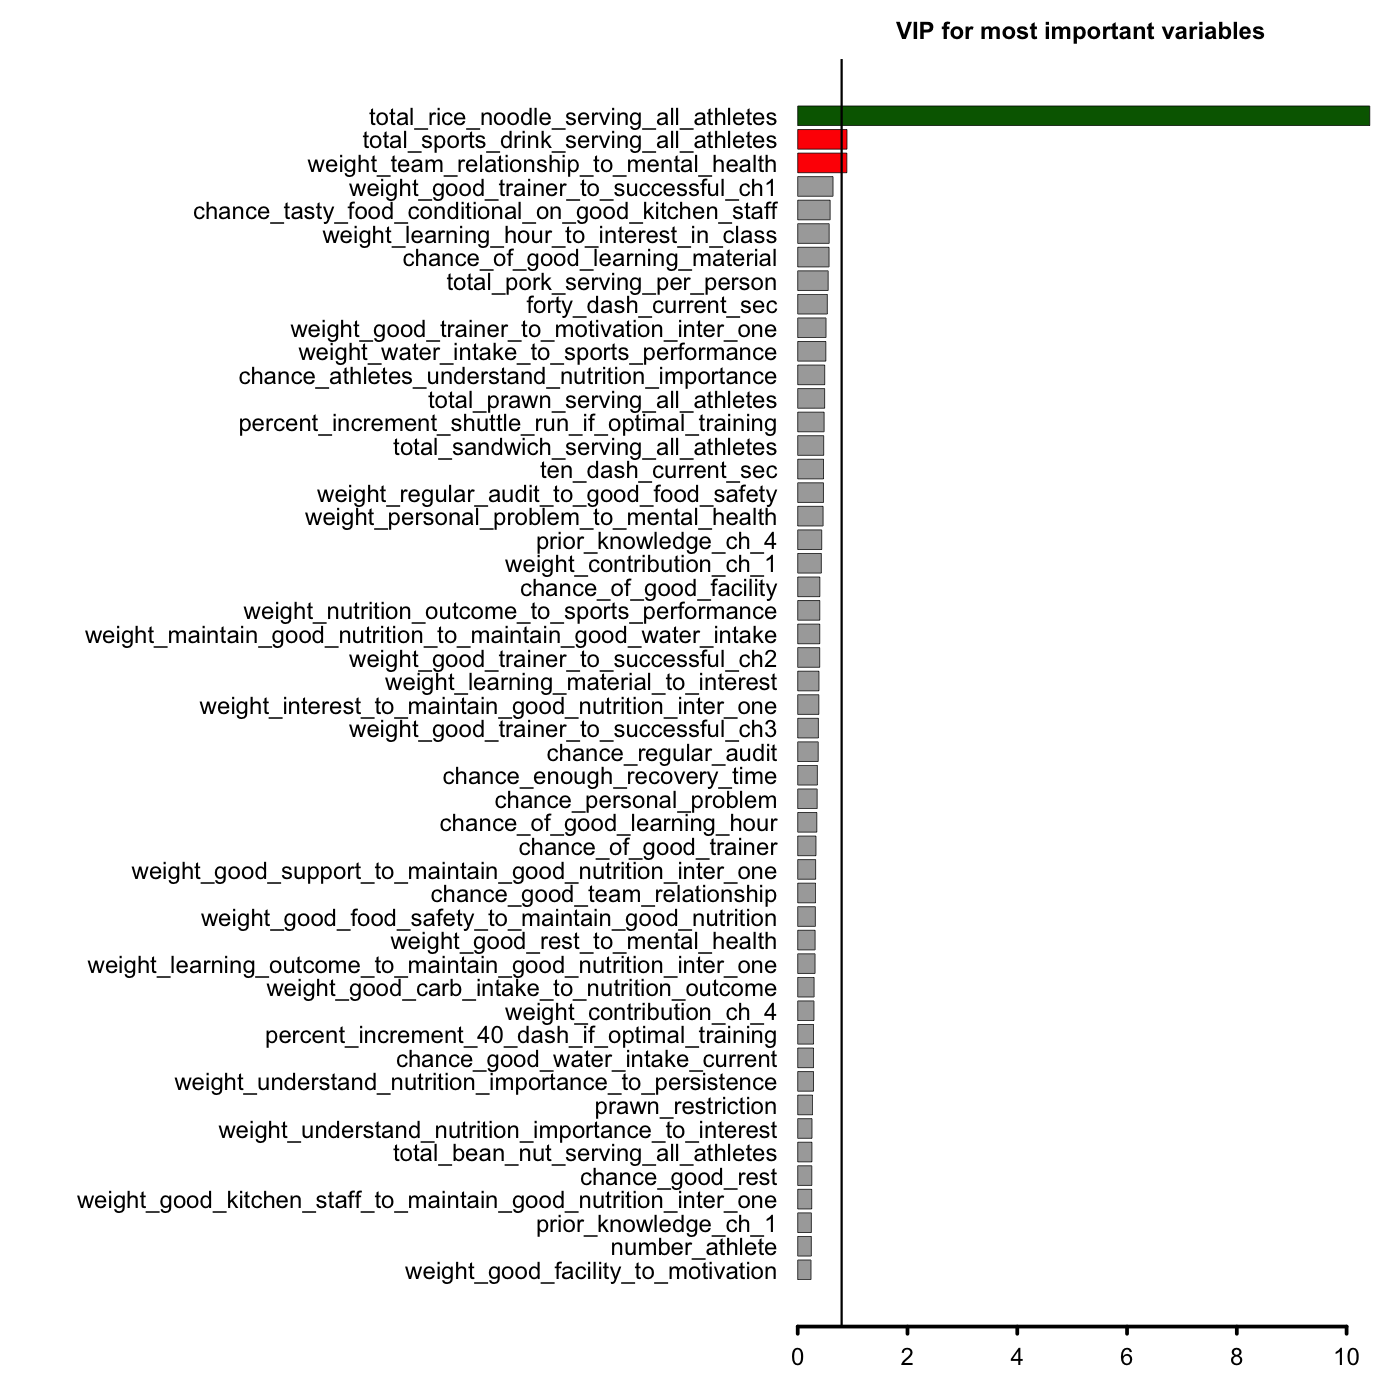 VIP for most important variables
total_rice_noodle_serving_all_athletes
total_sports_drink_serving_all_athletes
weight_team_relationship_to_mental_health
weight_good_trainer_to_successful_ch1
chance_tasty_food_conditional_on_good_kitchen_staff
weight_learning_hour_to_interest_in_class
chance_of_good_learning_material
total_pork_serving_per_person
forty_dash_current_sec
weight_good_trainer_to_motivation_inter_one
weight_water_intake_to_sports_performance
chance_athletes_understand_nutrition_importance
total_prawn_serving_all_athletes
percent_increment_shuttle_run_if_optimal_training
total_sandwich_serving_all_athletes
ten_dash_current_sec
weight_regular_audit_to_good_food_safety
weight_personal_problem_to_mental_health
prior_knowledge_ch_4
weight_contribution_ch_1
chance_of_good_facility
weight_nutrition_outcome_to_sports_performance
weight_maintain_good_nutrition_to_maintain_good_water_intake
weight_good_trainer_to_successful_ch2
weight_learning_material_to_interest
weight_interest_to_maintain_good_nutrition_inter_one
weight_good_trainer_to_successful_ch3
chance_regular_audit
chance_enough_recovery_time
chance_personal_problem
chance_of_good_learning_hour
chance_of_good_trainer
weight_good_support_to_maintain_good_nutrition_inter_one
chance_good_team_relationship
weight_good_food_safety_to_maintain_good_nutrition
weight_good_rest_to_mental_health
weight_learning_outcome_to_maintain_good_nutrition_inter_one
weight_good_carb_intake_to_nutrition_outcome
weight_contribution_ch_4
percent_increment_40_dash_if_optimal_training
chance_good_water_intake_current
weight_understand_nutrition_importance_to_persistence
prawn_restriction
weight_understand_nutrition_importance_to_interest
total_bean_nut_serving_all_athletes
chance_good_rest
weight_good_kitchen_staff_to_maintain_good_nutrition_inter_one
prior_knowledge_ch_1
number_athlete
weight_good_facility_to_motivation
0 2 4 6 8 10